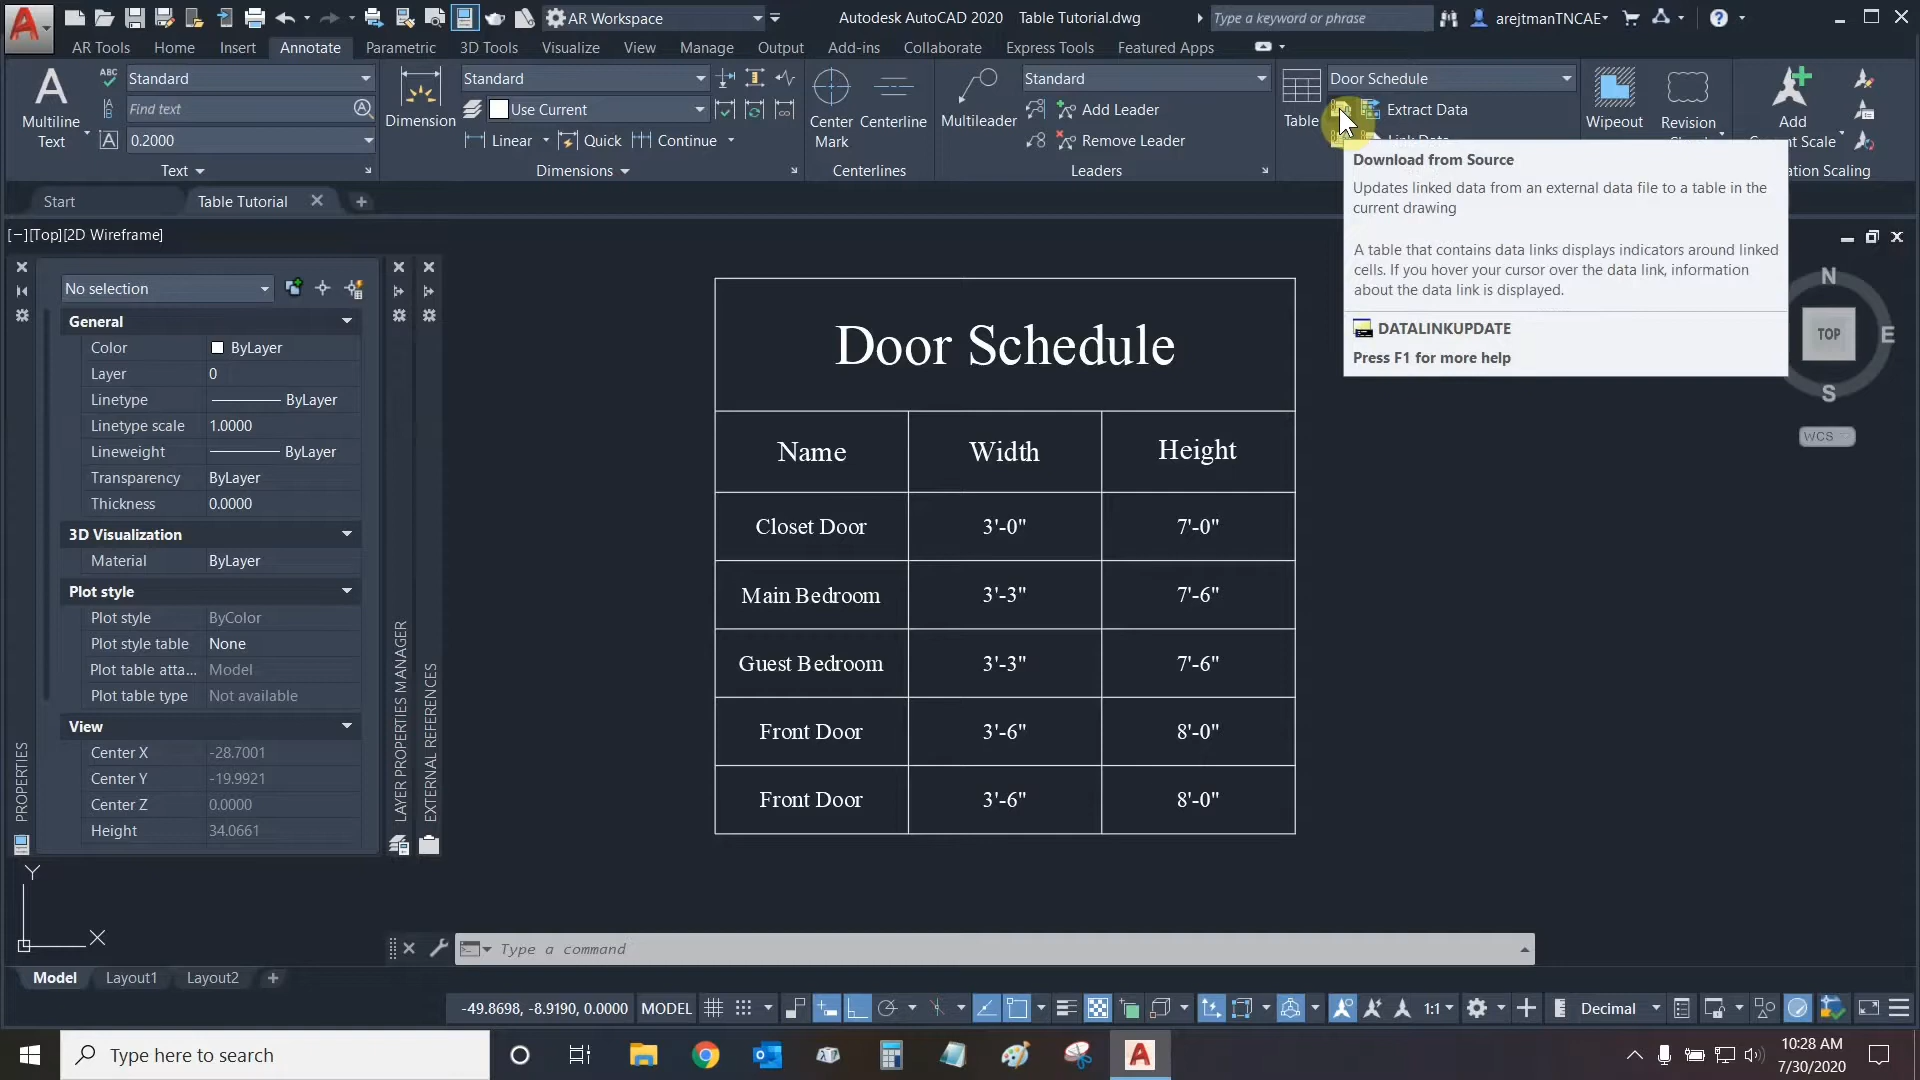 AR Workspace
Autodesk AutoCAD 2020 Table Tutorial.dwg
Type a keyword or phrase
arejtmanTNCAE
AR Tools Home Insert Annotate Parametric 3D Tools Visualize View Manage Output Add-ins Collaborate Express Tools Featured Apps
Multiline
Text
ABC
Standard
Find text
0.2000
Text
Dimension
Standard
Use Current
Linear Quick Continue
Dimensions
Center
Mark
Centerline
Centerlines
Multileader
Standard
Add Leader
Remove Leader
Leaders
Table
Door Schedule
Extract Data
Wipeout
Revision
Add
Scale
Scaling
Download from Source
Updates linked data from an external data file to a table in the
current drawing
A table that contains data links displays indicators around linked
cells. If you hover your cursor over the data link, information
about the data link is displayed.
DATALINKUPDATE
Press F1 for more help
Start Table Tutorial
[−][Top][2D Wireframe]
No selection
General
Color ByLayer
Layer 0
Linetype ByLayer
Linetype scale 1.0000
Lineweight ByLayer
Transparency ByLayer
Thickness 0.0000
3D Visualization
Material ByLayer
Plot style
Plot style ByColor
Plot style table None
Plot table atta... Model
Plot table type Not available
View
Center X -28.7001
Center Y -19.9921
Center Z 0.0000
Height 34.0661
PROPERTIES
LAYER PROPERTIES MANAGER
EXTERNAL REFERENCES
Door Schedule
Name Width Height
Closet Door 3'-0" 7'-0"
Main Bedroom 3'-3" 7'-6"
Guest Bedroom 3'-3" 7'-6"
Front Door 3'-6" 8'-0"
Front Door 3'-6" 8'-0"
N
TOP
E
S
WCS
Y
X
Type a command
Model Layout1 Layout2
-49.8698, -8.9190, 0.0000 MODEL 1:1 Decimal
Type here to search
10:28 AM
7/30/2020